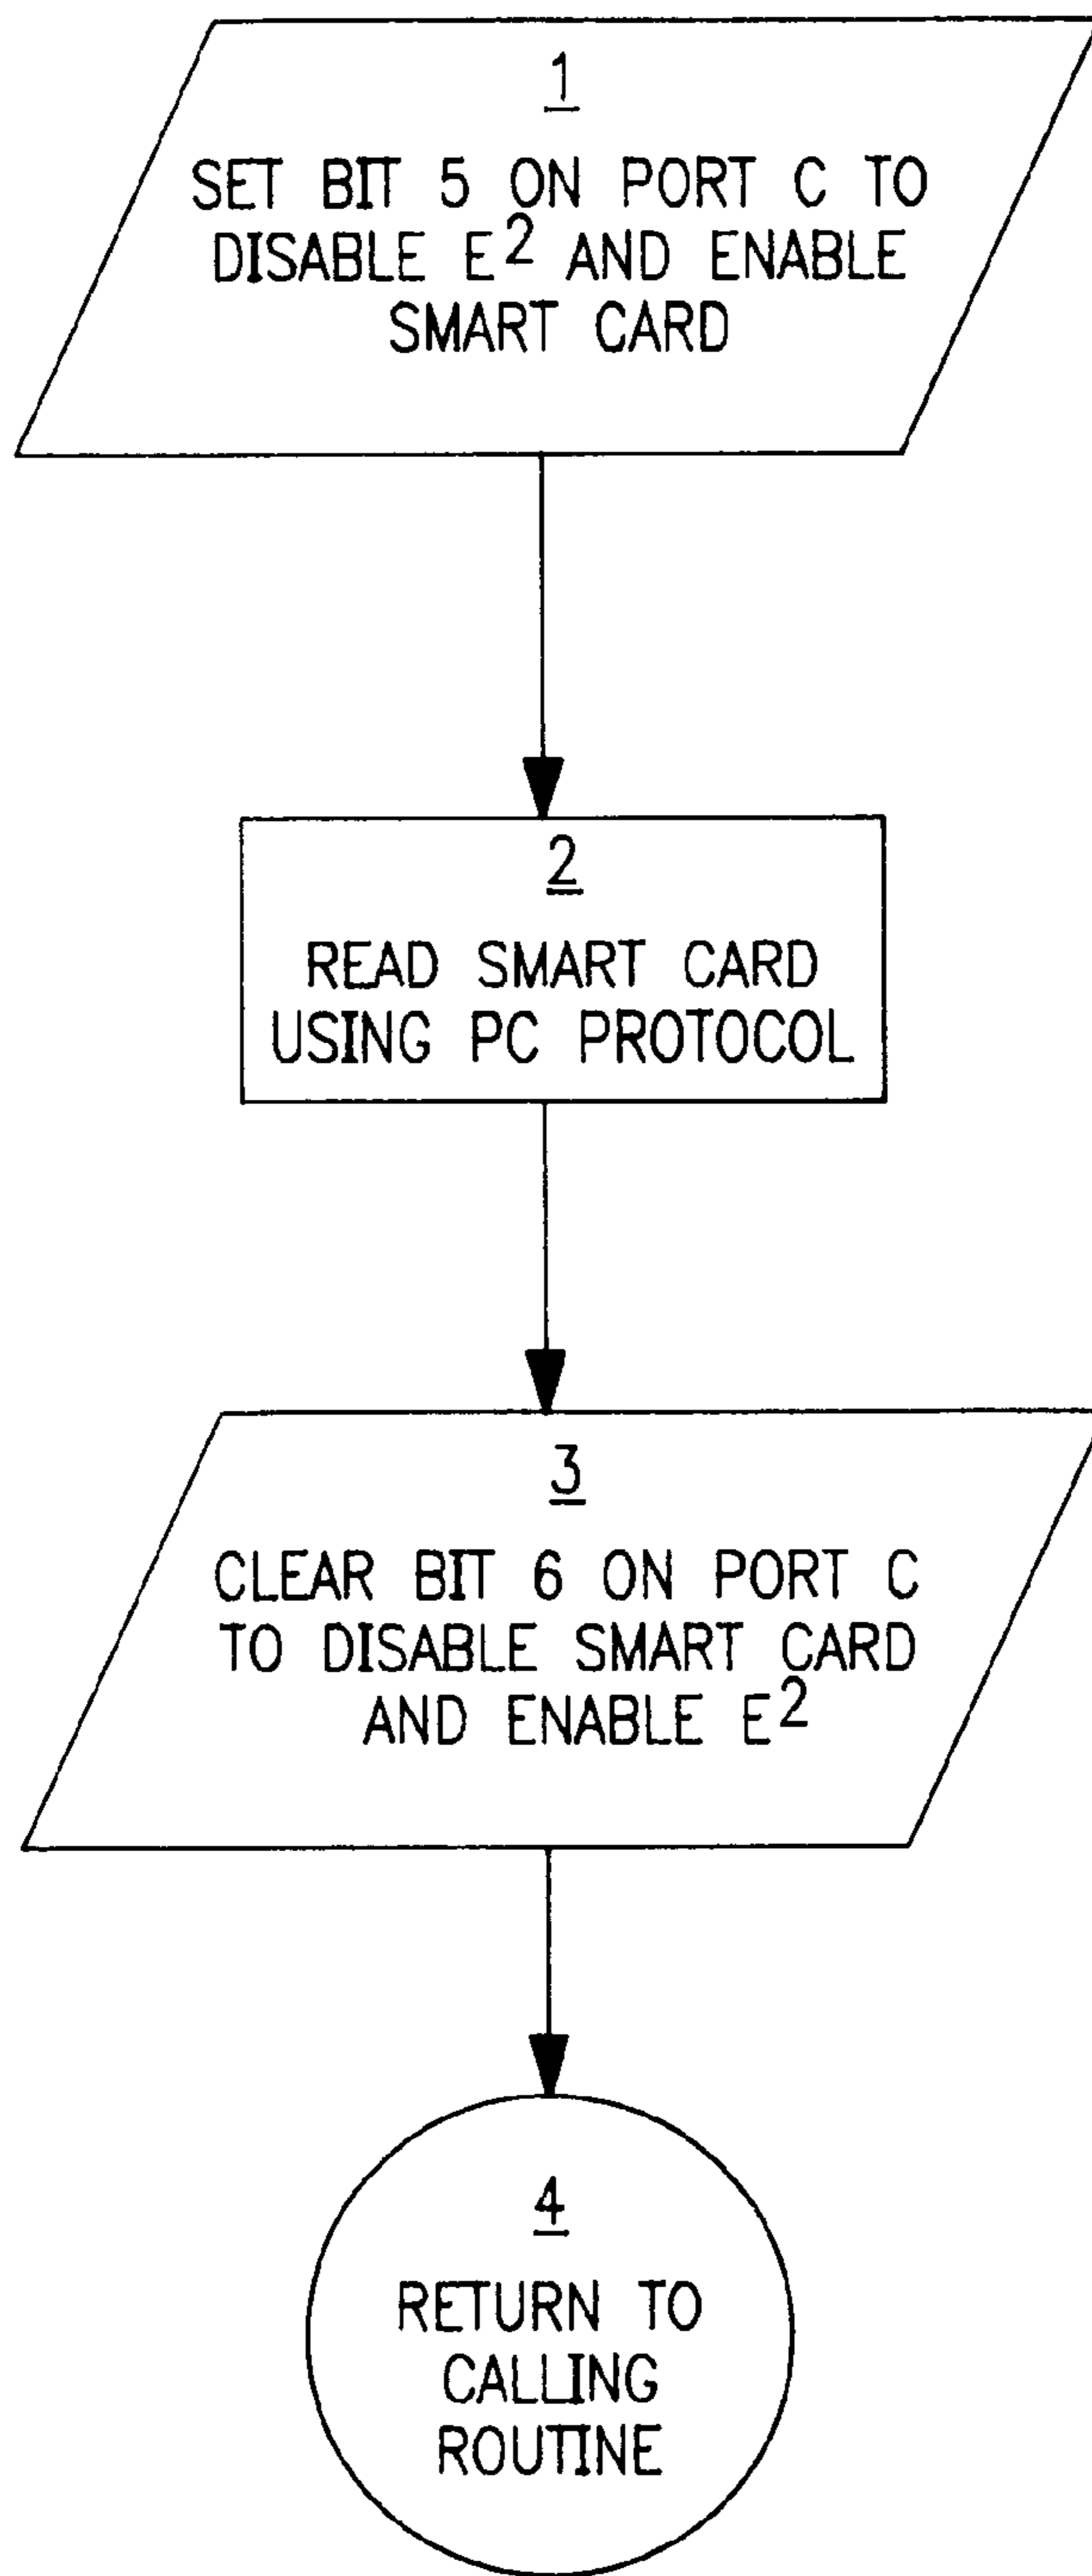 1
SET BIT 5 ON PORT C TO
DISABLE E² AND ENABLE
SMART CARD
2
READ SMART CARD
USING PC PROTOCOL
3
CLEAR BIT 6 ON PORT C
TO DISABLE SMART CARD
AND ENABLE E²
4
RETURN TO
CALLING
ROUTINE